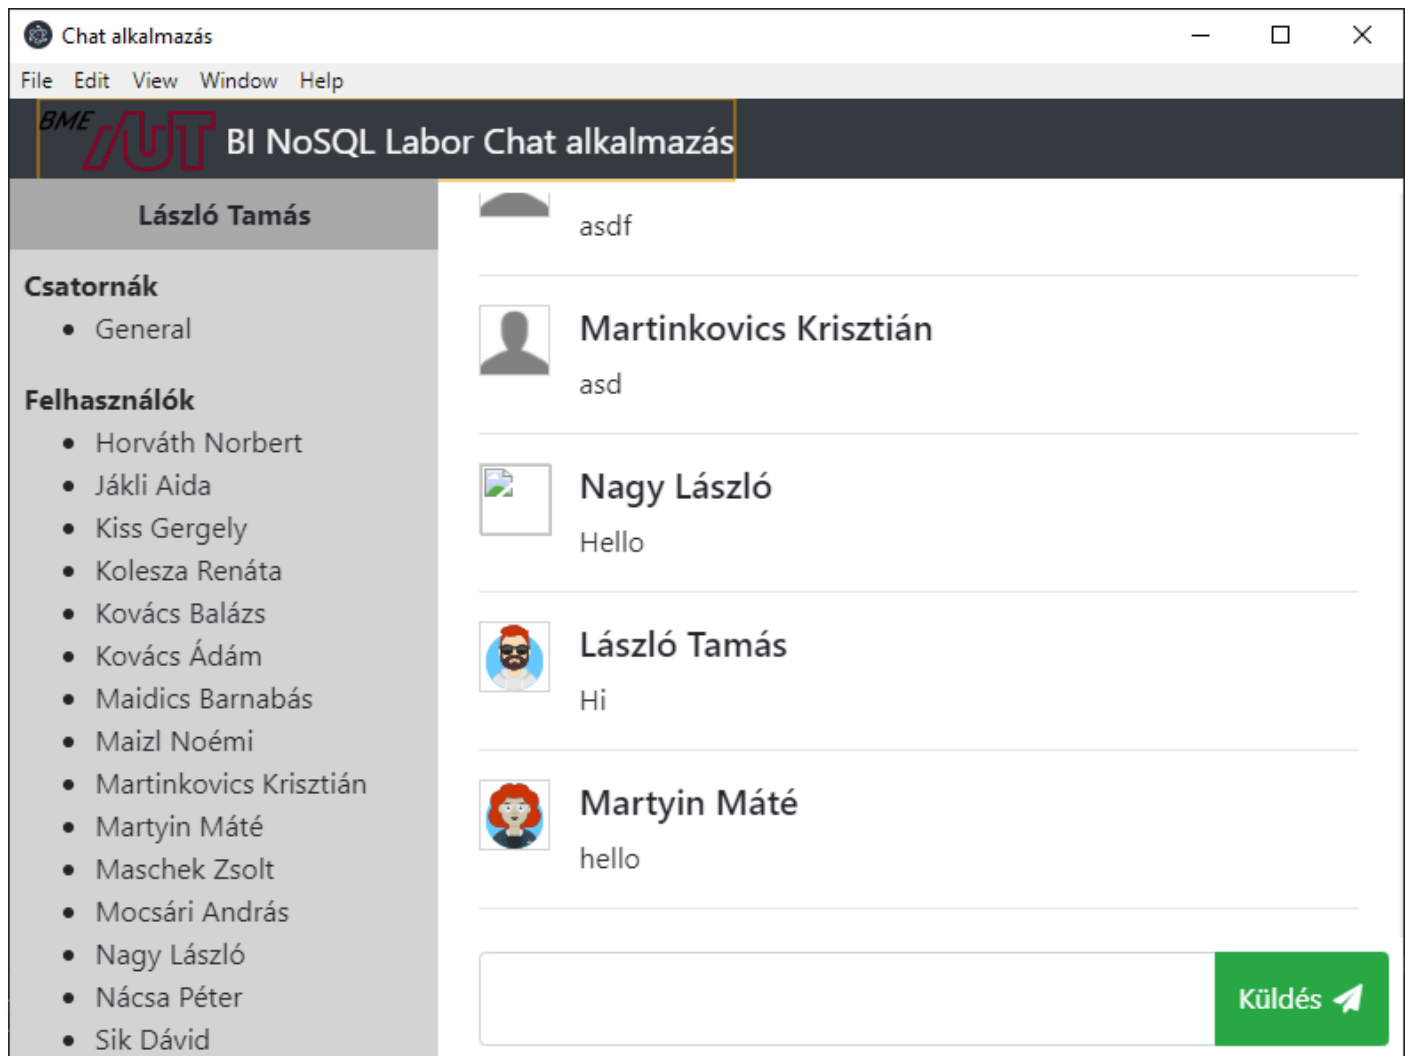 Chat alkalmazás
File Edit View Window Help
BME AUT BI NoSQL Labor Chat alkalmazás
László Tamás
Csatornák
General
Felhasználók
Horváth Norbert
Jákli Aida
Kiss Gergely
Kolesza Renáta
Kovács Balázs
Kovács Ádám
Maidics Barnabás
Maizl Noémi
Martinkovics Krisztián
Martyin Máté
Maschek Zsolt
Mocsári András
Nagy László
Nácsa Péter
Sik Dávid
asdf
Martinkovics Krisztián
asd
Nagy László
Hello
László Tamás
Hi
Martyin Máté
hello
Küldés